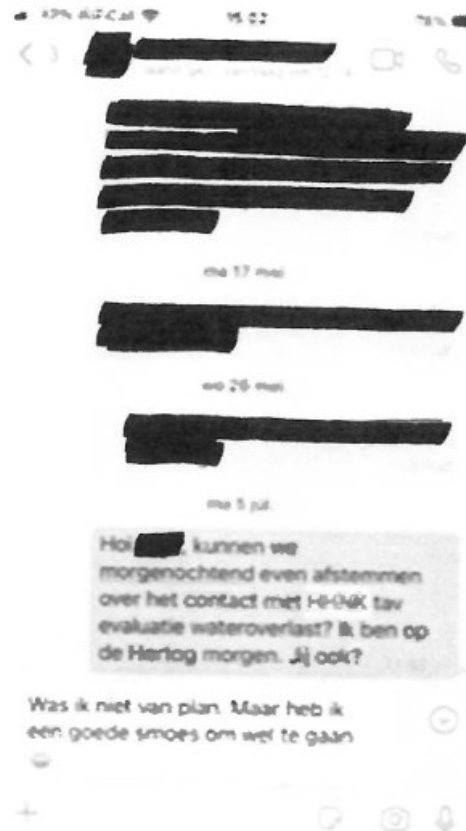 15:02
ma 17 mei
wo 26 mei
ma 5 jul.
Hoi, kunnen we
morgenochtend even afstemmen
over het contact met HHNK tav
evaluatie wateroverlast? Ik ben op
de Hertog morgen. Jij ook?
Was ik niet van plan. Maar heb ik
een goede smoes om wel te gaan